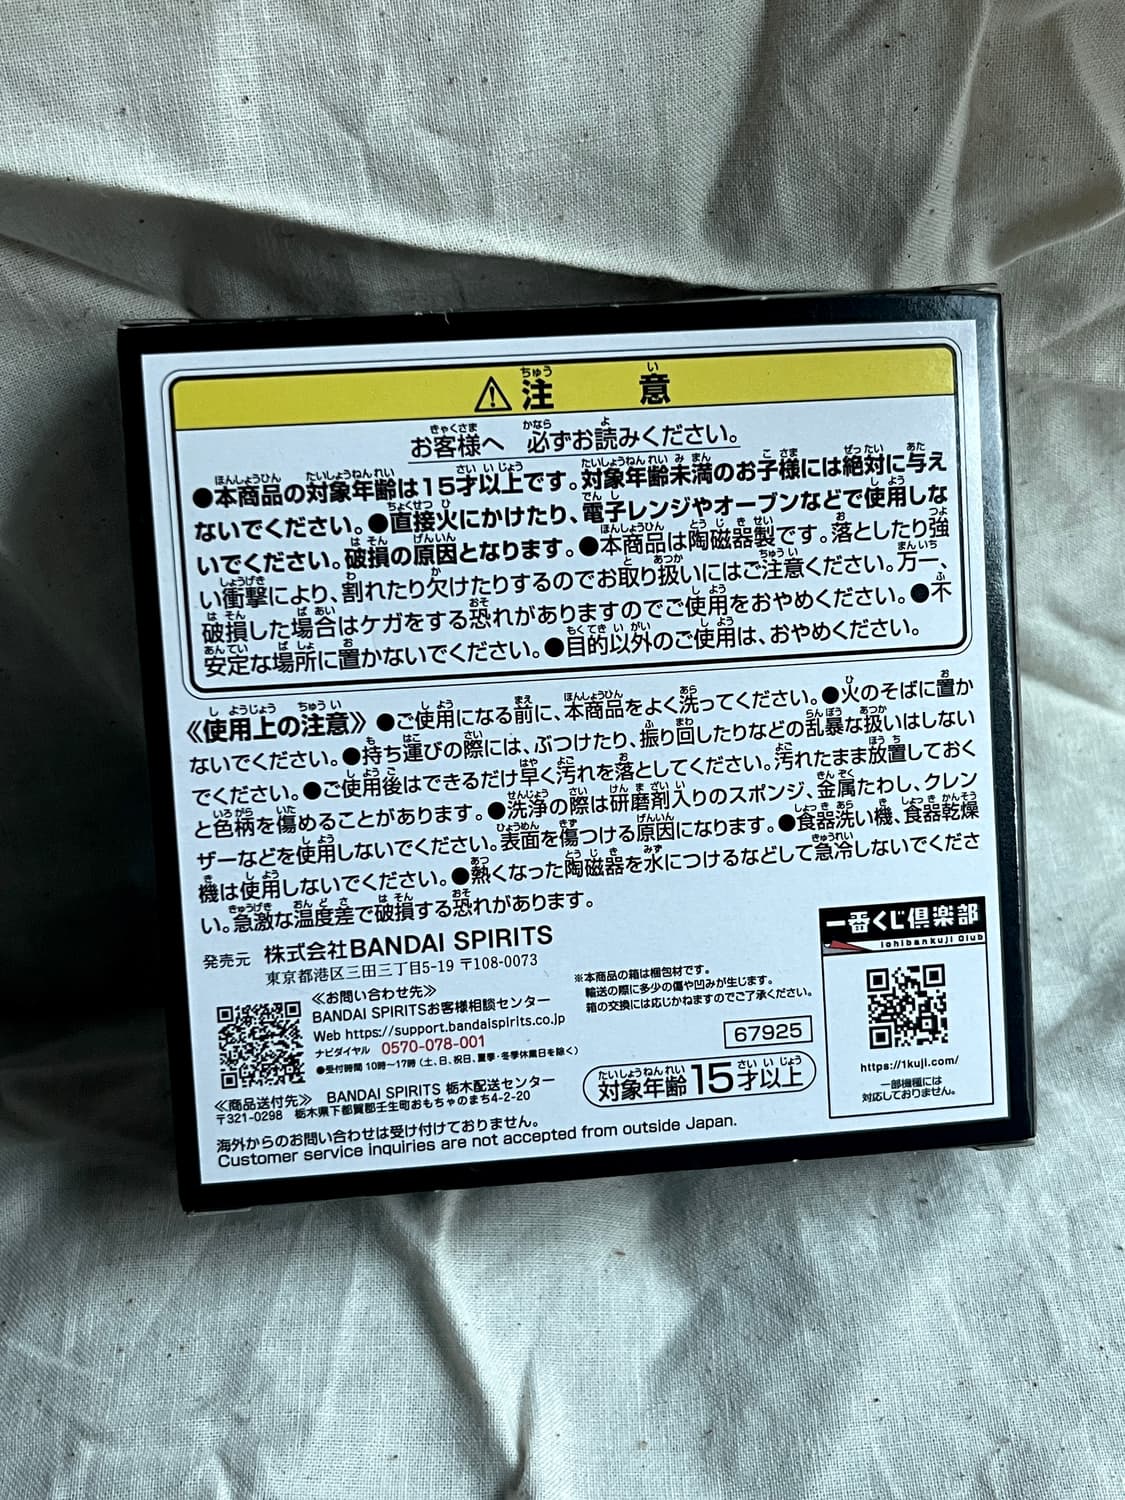 ⚠注意
お客様へ 必ずお読みください。
●本商品の対象年齢は15才以上です。対象年齢未満のお子様には絶対に与え
ないでください。●直接火にかけたり、電子レンジやオーブンなどで使用しな
いでください。破損の原因となります。●本商品は陶磁器製です。落としたり強
い衝撃により、割れたり欠けたりするのでお取り扱いにはご注意ください。万一、
破損した場合はケガをする恐れがありますのでご使用をおやめください。●不
安定な場所に置かないでください。●目的以外のご使用は、おやめください。
《使用上の注意》●ご使用になる前に、本商品をよく洗ってください。●火のそばに置か
ないでください。●持ち運びの際には、ぶつけたり、振り回したりなどの乱暴な扱いはしない
でください。●ご使用後はできるだけ早く汚れを落としてください。汚れたまま放置しておく
と色柄を傷めることがあります。●洗浄の際は研磨剤入りのスポンジ、金属たわし、クレン
ザーなどを使用しないでください。表面を傷つける原因になります。●食器洗い機、食器乾燥
機は使用しないでください。●熱くなった陶磁器を水につけるなどして急冷しないでくださ
い。急激な温度差で破損する恐れがあります。
発売元 株式会社BANDAI SPIRITS
東京都港区三田三丁目5-19 〒108-0073
≪お問い合わせ先≫
BANDAI SPIRITSお客様相談センター
Web https://support.bandaispirits.co.jp
ナビダイヤル 0570-078-001
●受付時間 10時～17時(土、日、祝日、夏季・冬季休業日を除く)
≪商品送付先≫ BANDAI SPIRITS 栃木配送センター
〒321-0298 栃木県下都賀郡壬生町おもちゃのまち4-2-20
海外からのお問い合わせは受け付けておりません。
Customer service inquiries are not accepted from outside Japan.
※本商品の箱は梱包材です。
輸送の際に多少の傷や凹みが生じます。
箱の交換には応じかねますのでご了承ください。
67925
対象年齢15才以上
一番くじ倶楽部
Ichibankuji Club
https://1kuji.com/
一部機種には
対応しておりません。